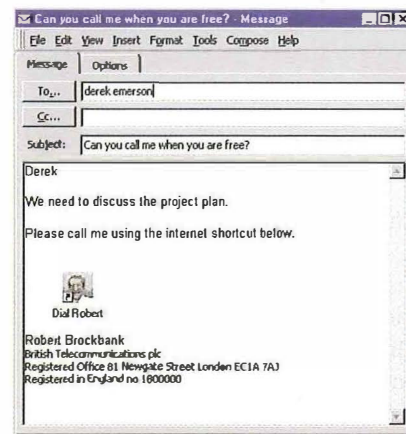 Can you call me when you are free? - Message
File Edit View Insert Format Tools Compose Help
Message Options
To... derek emerson
Cc...
Subject: Can you call me when you are free?
Derek
We need to discuss the project plan.
Please call me using the internet shortcut below.
Dial Robert
Robert Brockbank
British Telecommunications plc
Registered Office 81 Newgate Street London EC1A 7AJ
Registered in England no 1800000